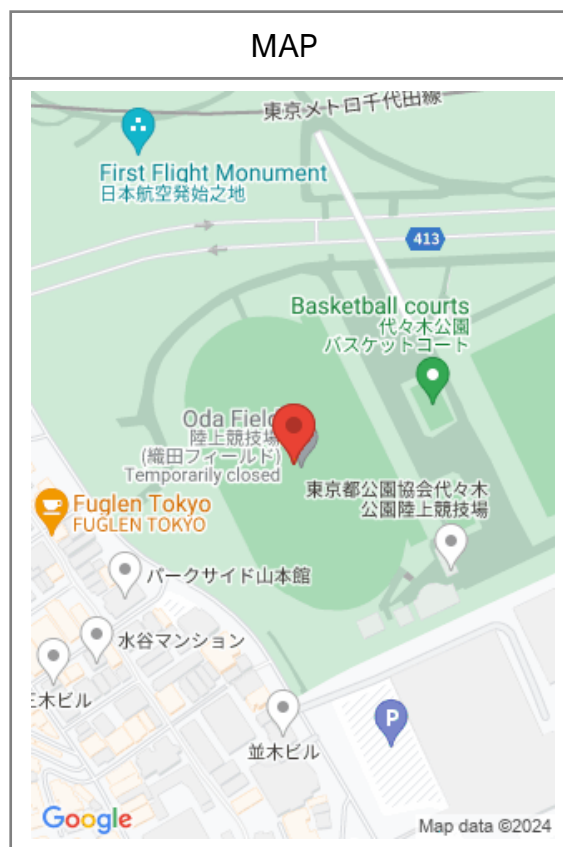 MAP
東京メトロ千代田線
First Flight Monument
日本航空発始之地
413
Basketball courts
代々木公園
バスケットコート
Oda Field
陸上競技場
(織田フィールド)
Temporarily closed
東京都公園協会代々木
公園陸上競技場
Fuglen Tokyo
FUGLEN TOKYO
パークサイド山本館
水谷マンション
三木ビル
P
並木ビル
Google
Map data ©2024